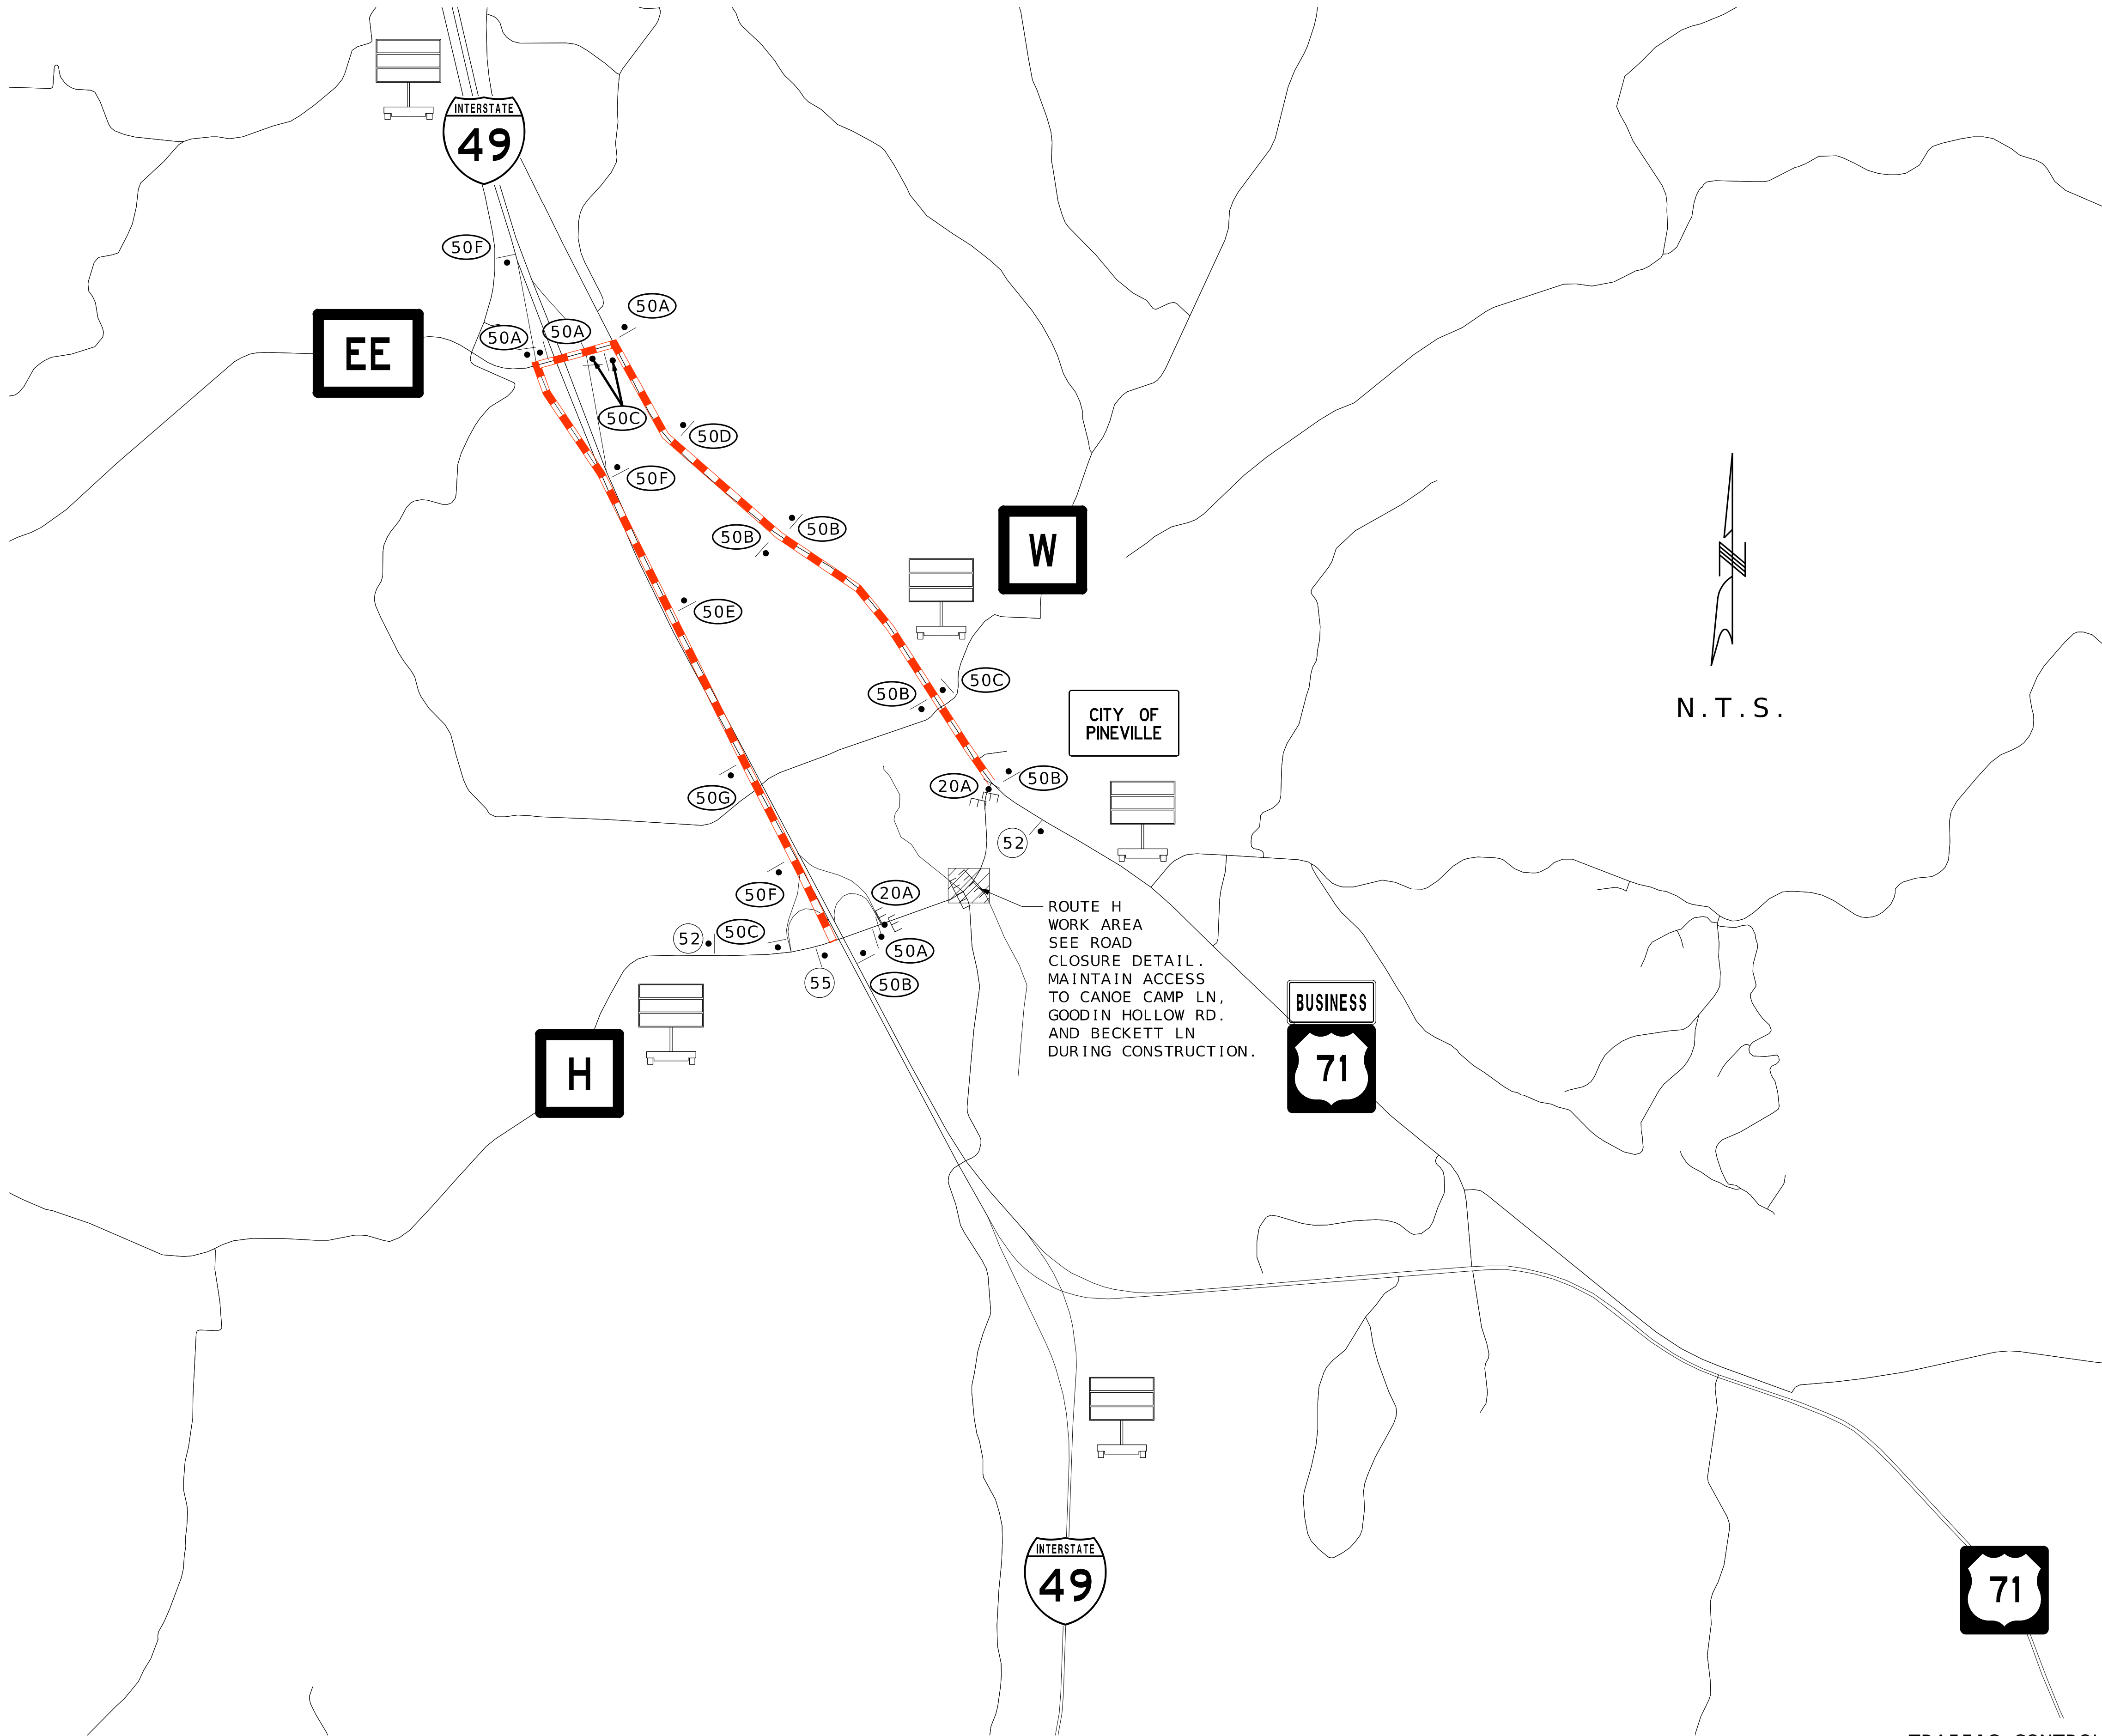 INTERSTATE
49
50F
50A
50A
50A
EE
50C
50D
50F
50B
50B
W
50E
50C
50B
CITY OF
PINEVILLE
N.T.S.
20A
50B
50G
52
50F
20A
ROUTE H
WORK AREA
SEE ROAD
CLOSURE DETAIL.
MAINTAIN ACCESS
TO CANOE CAMP LN,
GOODIN HOLLOW RD.
AND BECKETT LN
DURING CONSTRUCTION.
52
50C
50A
55
50B
BUSINESS
71
H
INTERSTATE
49
71